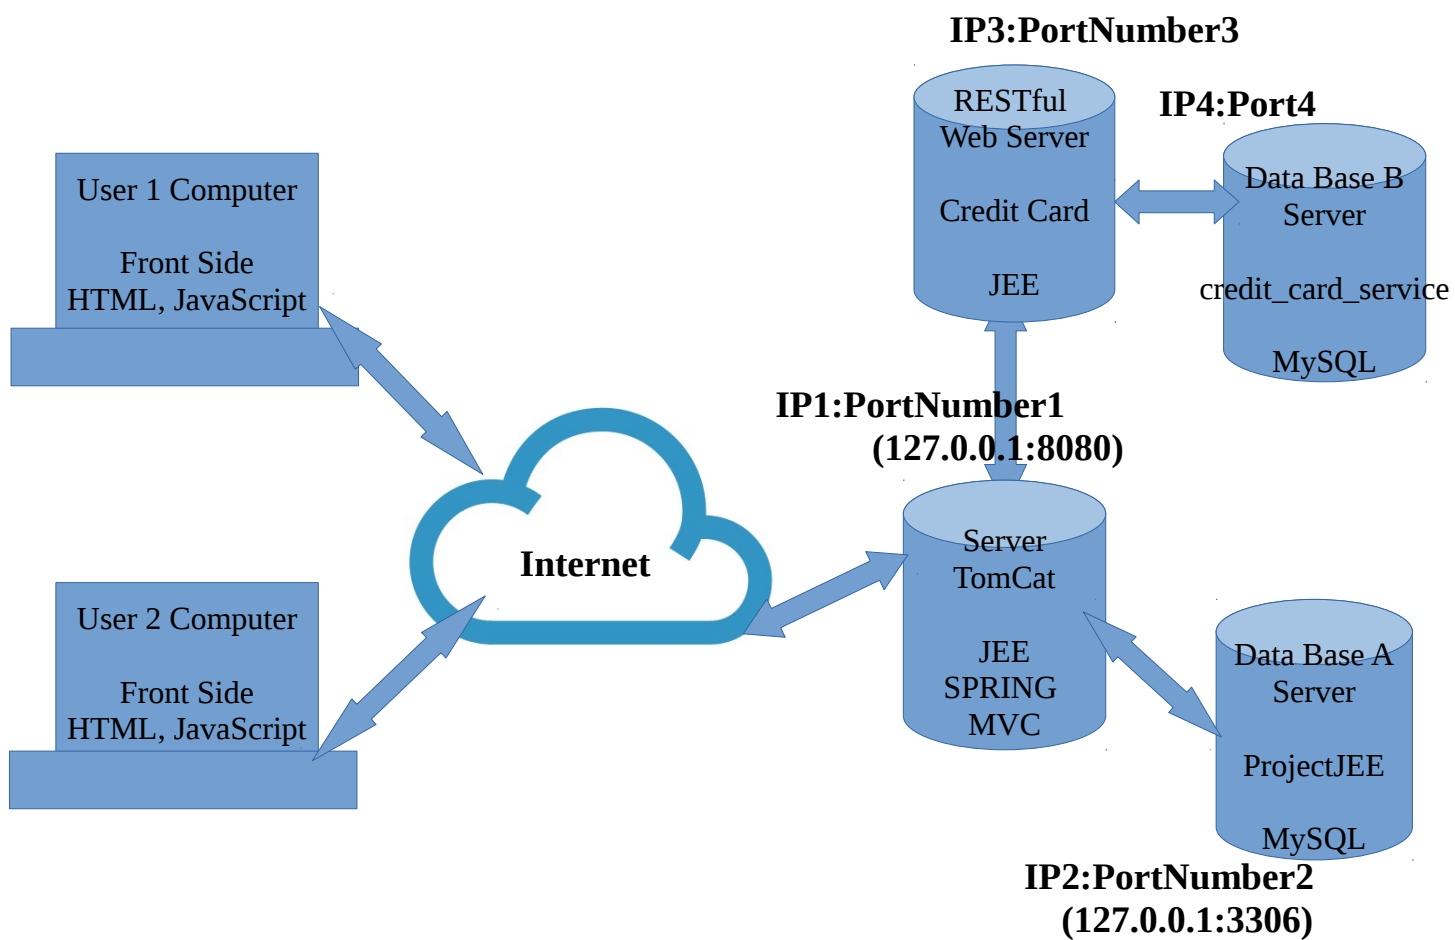 IP3:PortNumber3
RESTful
Web Server
Credit Card
JEE
IP4:Port4
Data Base B
Server
credit_card_service
MySQL
User 1 Computer
Front Side
HTML, JavaScript
IP1:PortNumber1
(127.0.0.1:8080)
Internet
Server
TomCat
JEE
SPRING
MVC
User 2 Computer
Front Side
HTML, JavaScript
Data Base A
Server
ProjectJEE
MySQL
IP2:PortNumber2
(127.0.0.1:3306)